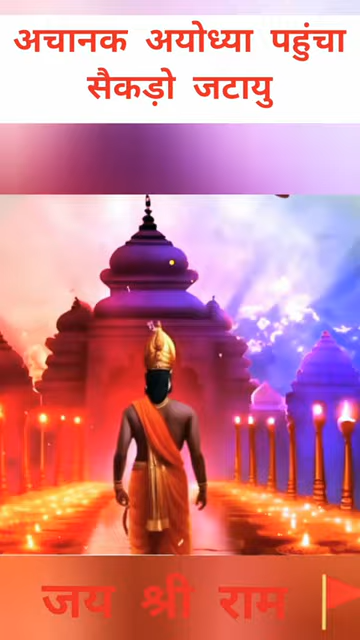 अचानक अयोध्या पहुंचा
सैकड़ो जटायु
जय श्री राम